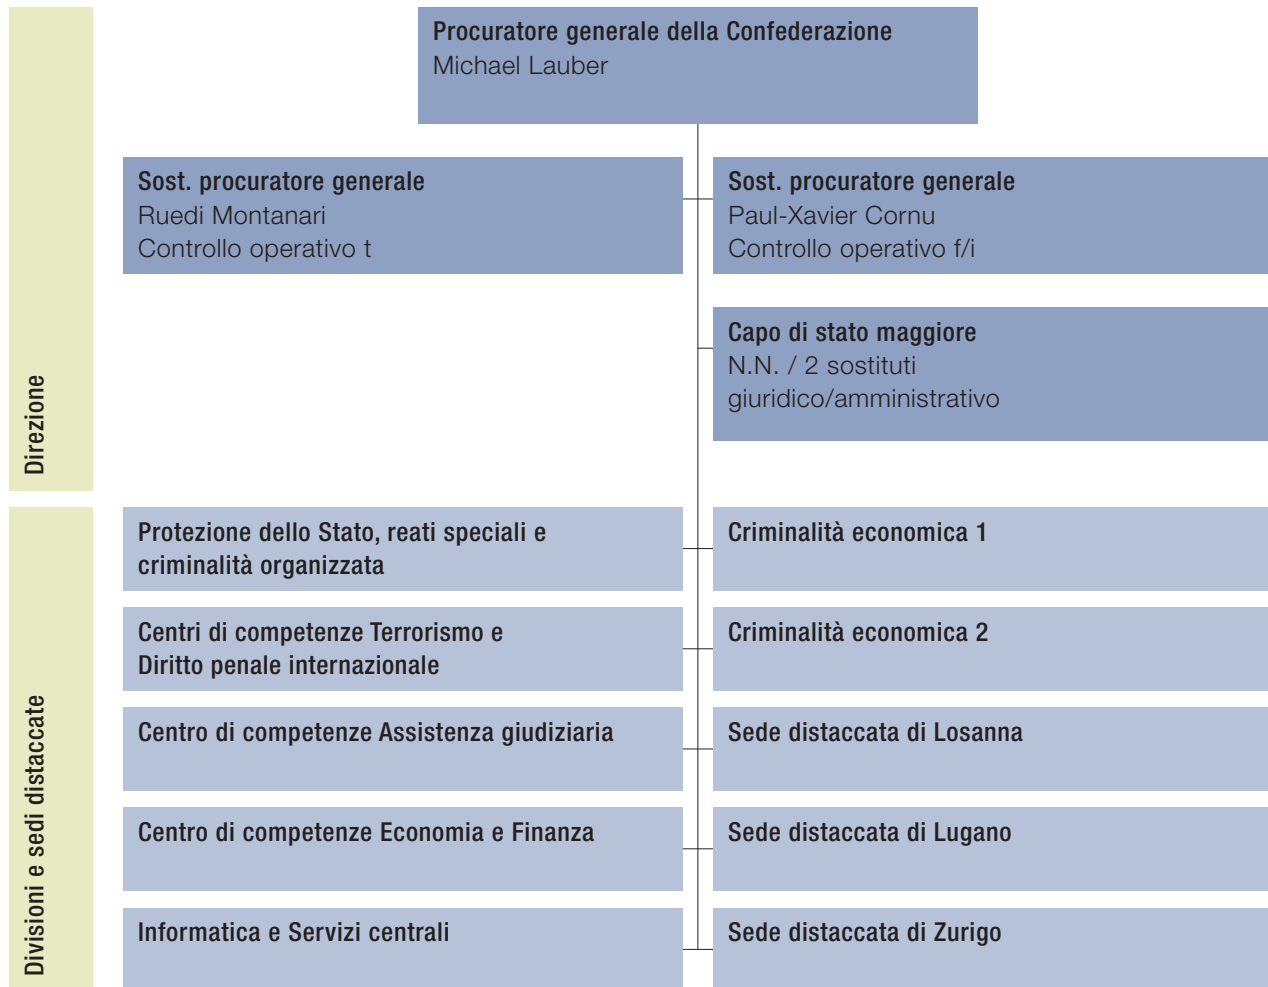 Procuratore generale della Confederazione
Michael Lauber
Sost. procuratore generale
Ruedi Montanari
Controllo operativo t
Sost. procuratore generale
Paul-Xavier Cornu
Controllo operativo f/i
Capo di stato maggiore
N.N. / 2 sostituti
giuridico/amministrativo
Direzione
Protezione dello Stato, reati speciali e
criminalità organizzata
Criminalità economica 1
Centri di competenze Terrorismo e
Diritto penale internazionale
Criminalità economica 2
Centro di competenze Assistenza giudiziaria
Sede distaccata di Losanna
Centro di competenze Economia e Finanza
Sede distaccata di Lugano
Informatica e Servizi centrali
Sede distaccata di Zurigo
Divisioni e sedi distaccate